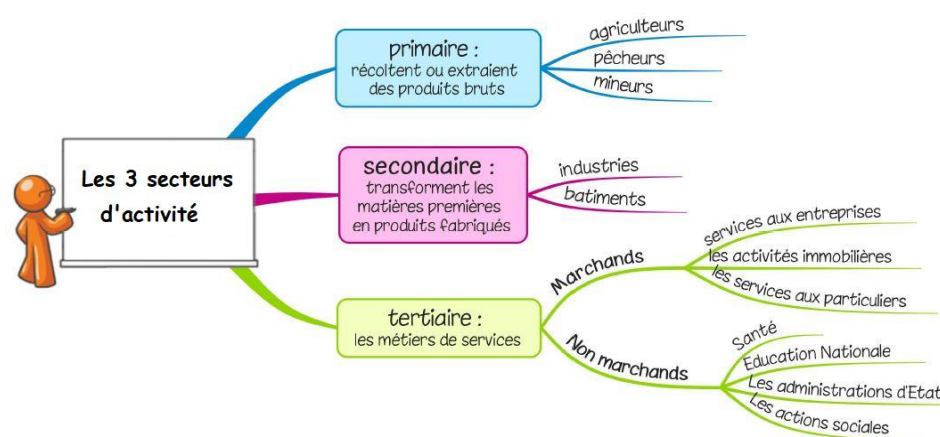 Les 3 secteurs
d'activité
primaire :
récoltent ou extraient
des produits bruts
agriculteurs
pêcheurs
mineurs
secondaire :
transforment les
matières premières
en produits fabriqués
industries
batiments
tertiaire :
les métiers de services
Marchands
services aux entreprises
les activités immobilières
les services aux particuliers
Non marchands
Santé
Education Nationale
Les administrations d'Etat
Les actions sociales